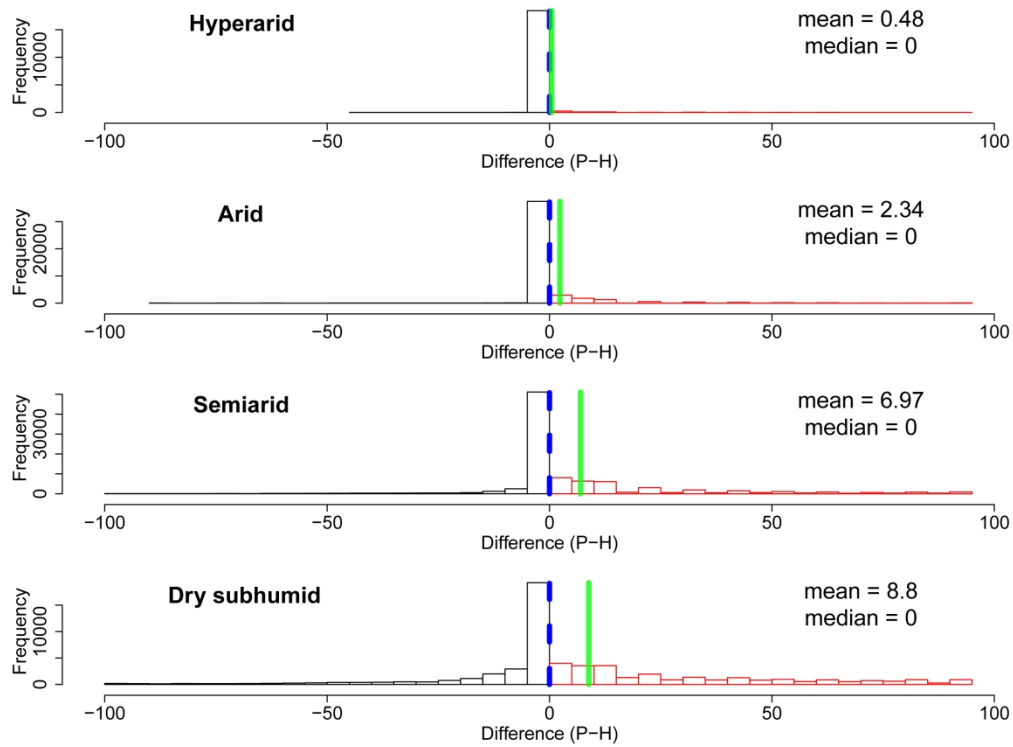 Hyperarid
mean = 0.48
median = 0
Frequency
0
10000
−100
−50
0
50
100
Difference (P−H)
Arid
mean = 2.34
median = 0
Frequency
0
20000
−100
−50
0
50
100
Difference (P−H)
Semiarid
mean = 6.97
median = 0
Frequency
0
30000
−100
−50
0
50
100
Difference (P−H)
Dry subhumid
mean = 8.8
median = 0
Frequency
0
10000
−100
−50
0
50
100
Difference (P−H)